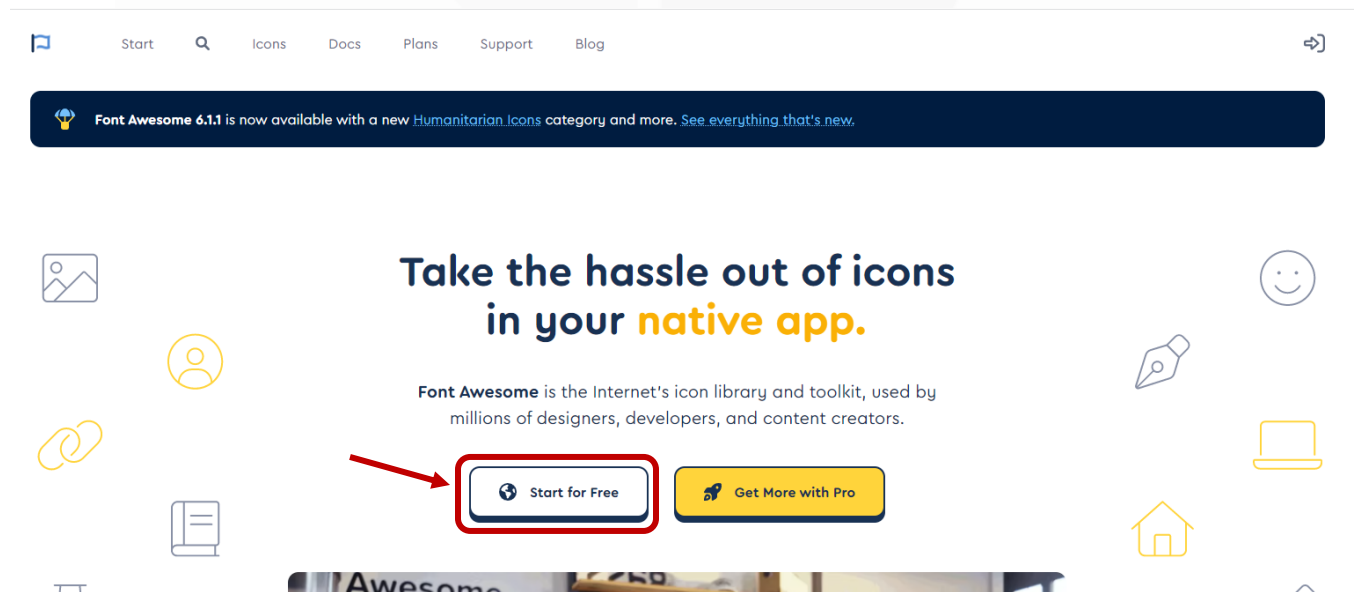 Start Icons Docs Plans Support Blog
Font Awesome 6.1.1 is now available with a new Humanitarian Icons category and more. See everything that's new.
Take the hassle out of icons
in your native app.
Font Awesome is the Internet's icon library and toolkit, used by
millions of designers, developers, and content creators.
Start for Free Get More with Pro
Awesome